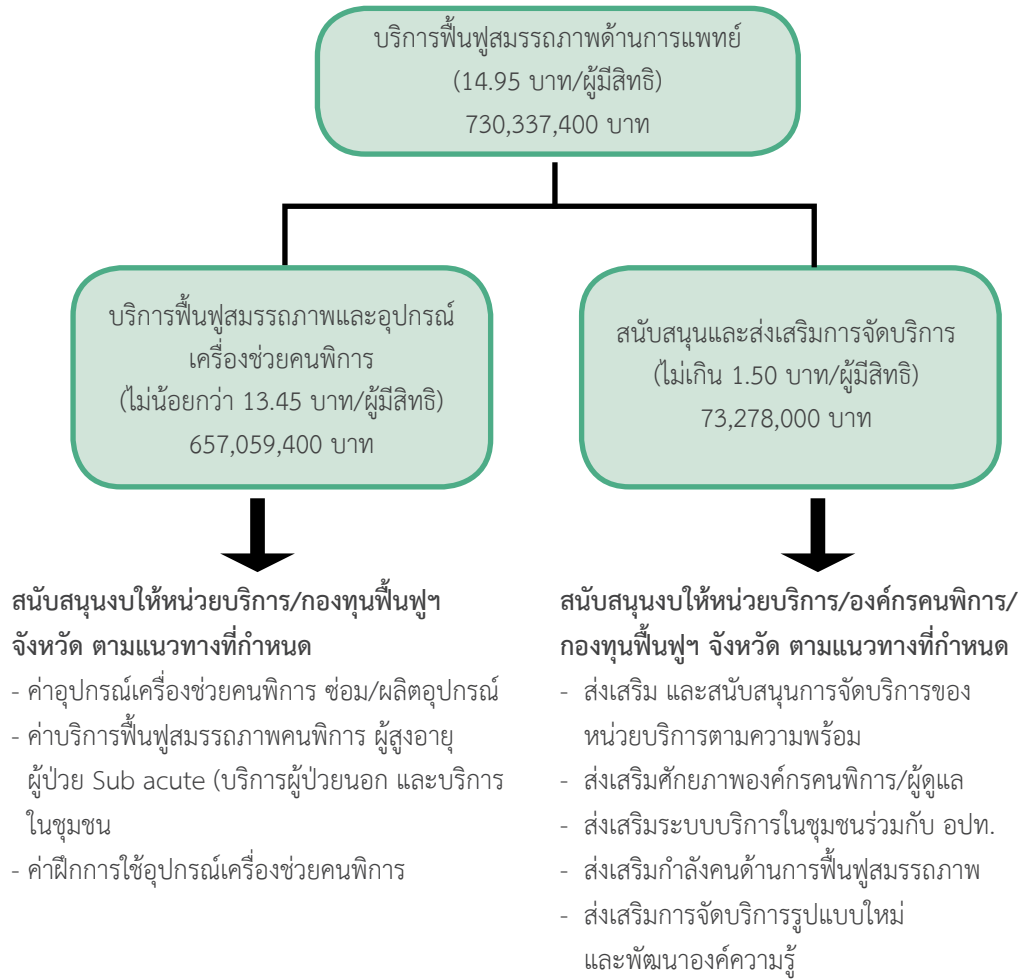 บริการฟื้นฟูสมรรถภาพด้านการแพทย์
(14.95 บาท/ผู้มีสิทธิ)
730,337,400 บาท
บริการฟื้นฟูสมรรถภาพและอุปกรณ์
เครื่องช่วยคนพิการ
(ไม่น้อยกว่า 13.45 บาท/ผู้มีสิทธิ)
657,059,400 บาท
สนับสนุนและส่งเสริมการจัดบริการ
(ไม่เกิน 1.50 บาท/ผู้มีสิทธิ)
73,278,000 บาท
สนับสนุนงบให้หน่วยบริการ/กองทุนฟื้นฟูฯ
จังหวัด ตามแนวทางที่กำหนด
- ค่าอุปกรณ์เครื่องช่วยคนพิการ ซ่อม/ผลิตอุปกรณ์
- ค่าบริการฟื้นฟูสมรรถภาพคนพิการ ผู้สูงอายุ
ผู้ป่วย Sub acute (บริการผู้ป่วยนอก และบริการ
ในชุมชน
- ค่าฝึกการใช้อุปกรณ์เครื่องช่วยคนพิการ
สนับสนุนงบให้หน่วยบริการ/องค์กรคนพิการ/
กองทุนฟื้นฟูฯ จังหวัด ตามแนวทางที่กำหนด
- ส่งเสริม และสนับสนุนการจัดบริการของ
หน่วยบริการตามความพร้อม
- ส่งเสริมศักยภาพองค์กรคนพิการ/ผู้ดูแล
- ส่งเสริมระบบบริการในชุมชนร่วมกับ อปท.
- ส่งเสริมกำลังคนด้านการฟื้นฟูสมรรถภาพ
- ส่งเสริมการจัดบริการรูปแบบใหม่
และพัฒนาองค์ความรู้